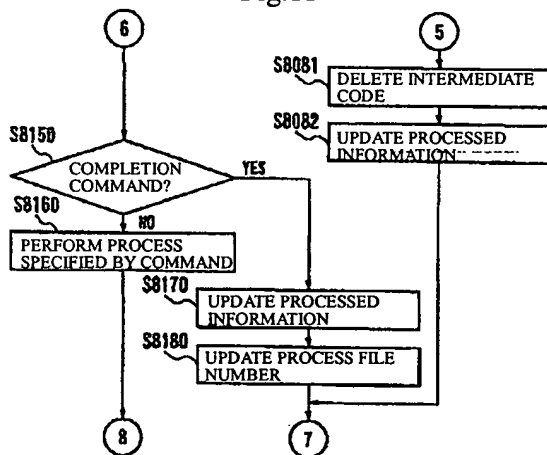 6
5
S8081
DELETE INTERMEDIATE
CODE
S8082
UPDATE PROCESSED
INFORMATION
S8150
COMPLETION
COMMAND?
YES
NO
S8160
PERFORM PROCESS
SPECIFIED BY COMMAND
S8170
UPDATE PROCESSED
INFORMATION
S8180
UPDATE PROCESS FILE
NUMBER
8
7